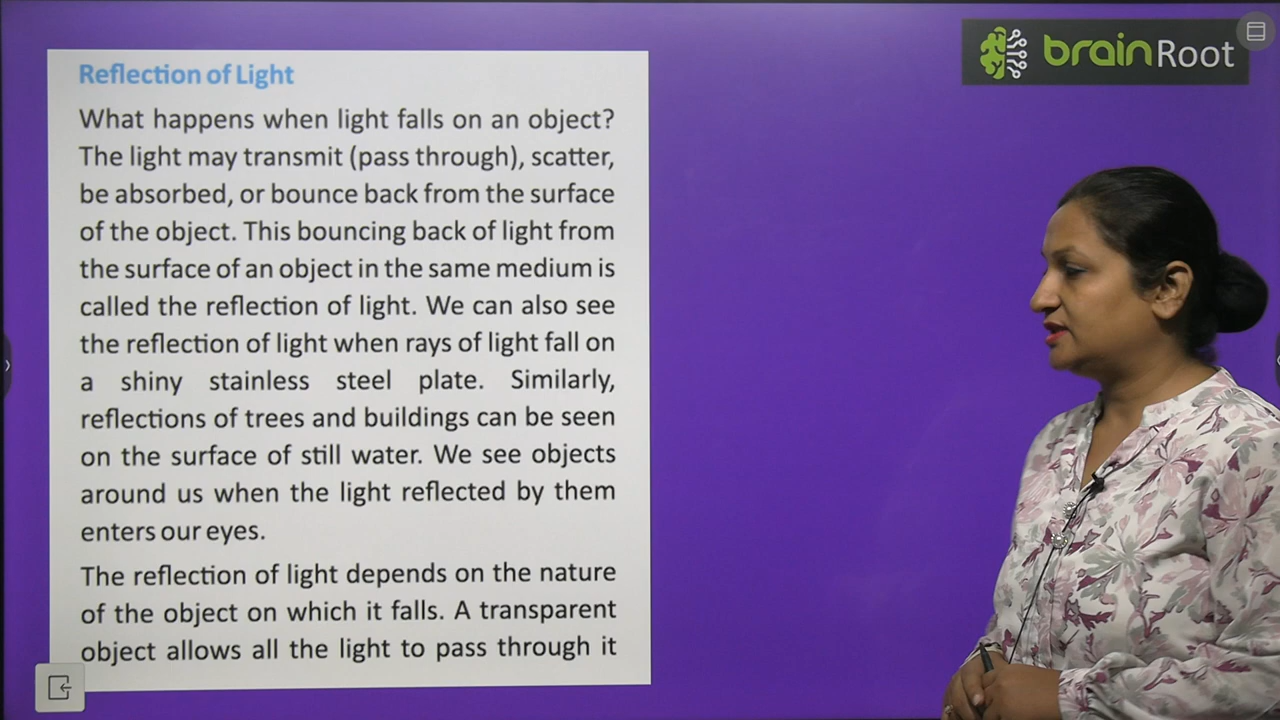 brainRoot
Reflection of Light
What happens when light falls on an object?
The light may transmit (pass through), scatter,
be absorbed, or bounce back from the surface
of the object. This bouncing back of light from
the surface of an object in the same medium is
called the reflection of light. We can also see
the reflection of light when rays of light fall on
a shiny stainless steel plate. Similarly,
reflections of trees and buildings can be seen
on the surface of still water. We see objects
around us when the light reflected by them
enters our eyes.
The reflection of light depends on the nature
of the object on which it falls. A transparent
object allows all the light to pass through it